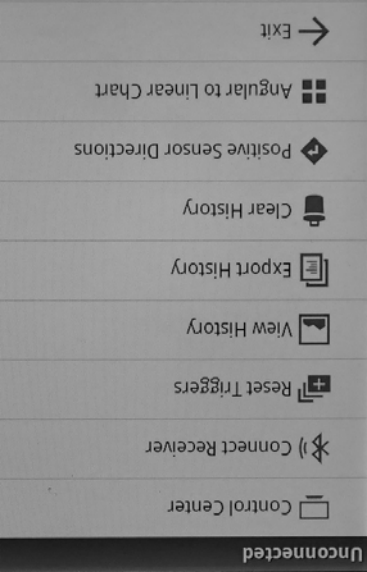 Unconnected
Control Center
Connect Receiver
Reset Triggers
View History
Export History
Clear History
Positive Sensor Directions
Angular to Linear Chart
Exit